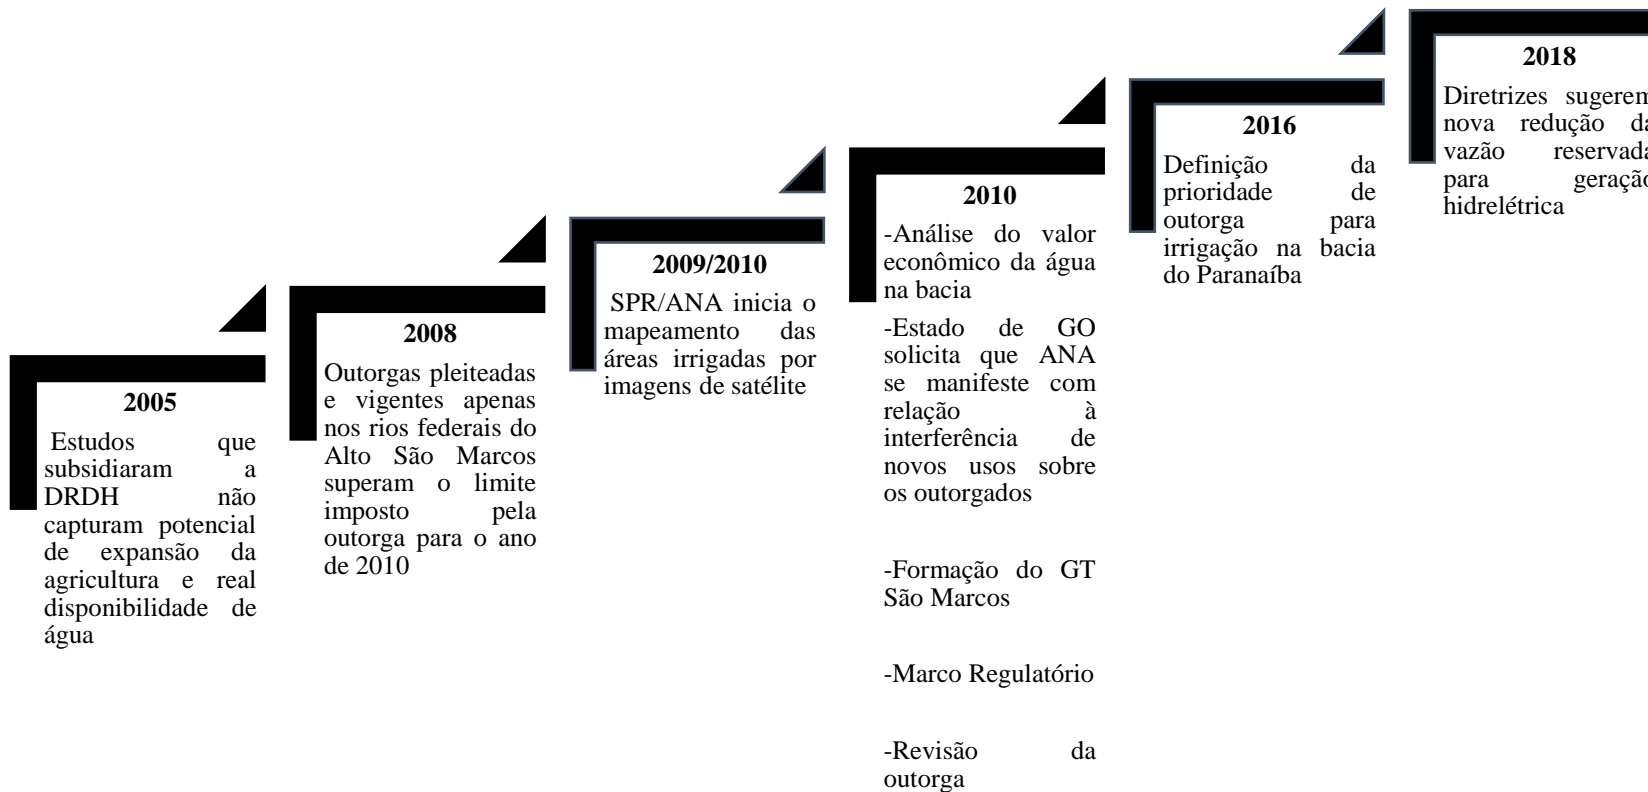 2005
Estudos que
subsidiaram a
DRDH não
capturam potencial
de expansão da
agricultura e real
disponibilidade de
água
2008
Outorgas pleiteadas
e vigentes apenas
nos rios federais do
Alto São Marcos
superam o limite
imposto pela
outorga para o ano
de 2010
2009/2010
SPR/ANA inicia o
mapeamento das
áreas irrigadas por
imagens de satélite
2010
-Análise do valor
econômico da água
na bacia
-Estado de GO
solicita que ANA
se manifeste com
relação à
interferência de
novos usos sobre
os outorgados
-Formação do GT
São Marcos
-Marco Regulatório
-Revisão da
outorga
2016
Definição da
prioridade de
outorga para
irrigação na bacia
do Paranaíba
2018
Diretrizes sugerem
nova redução da
vazão reservada
para geração
hidrelétrica